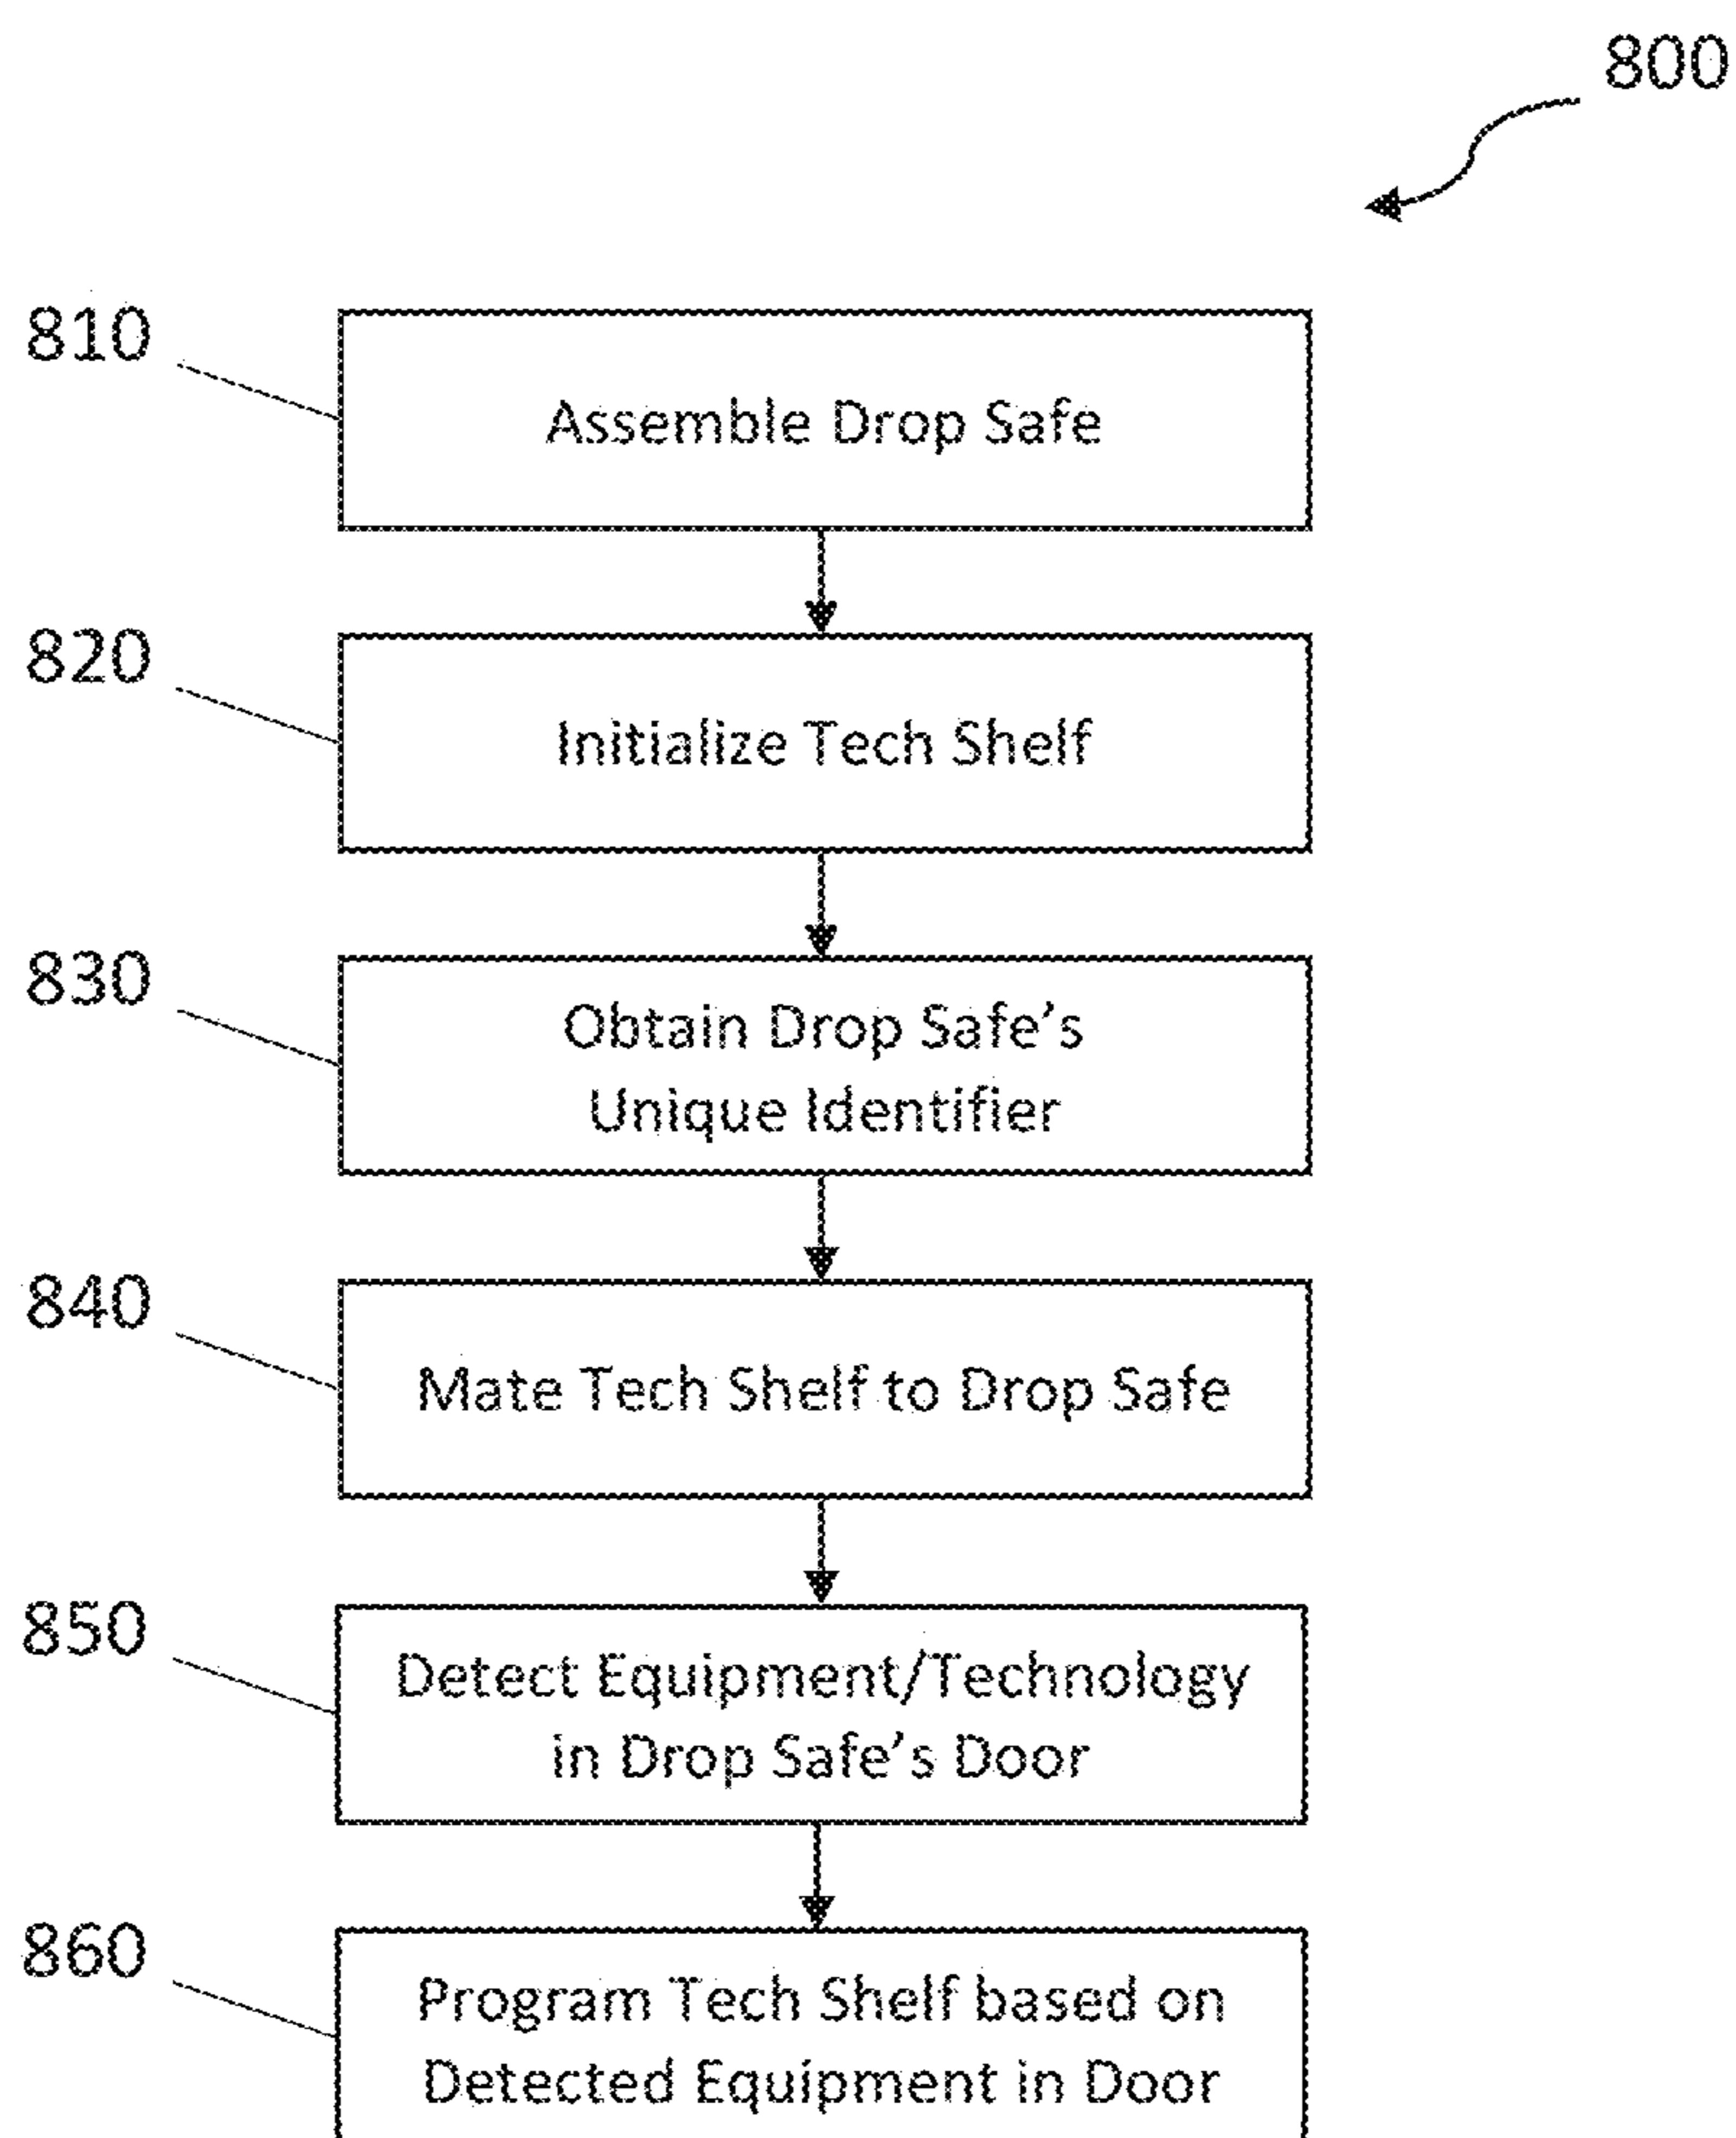 800
810
Assemble Drop Safe
820
Initialize Tech Shelf
830
Obtain Drop Safe's
Unique Identifier
840
Mate Tech Shelf to Drop Safe
850
Detect Equipment/Technology
in Drop Safe's Door
860
Program Tech Shelf based on
Detected Equipment in Door